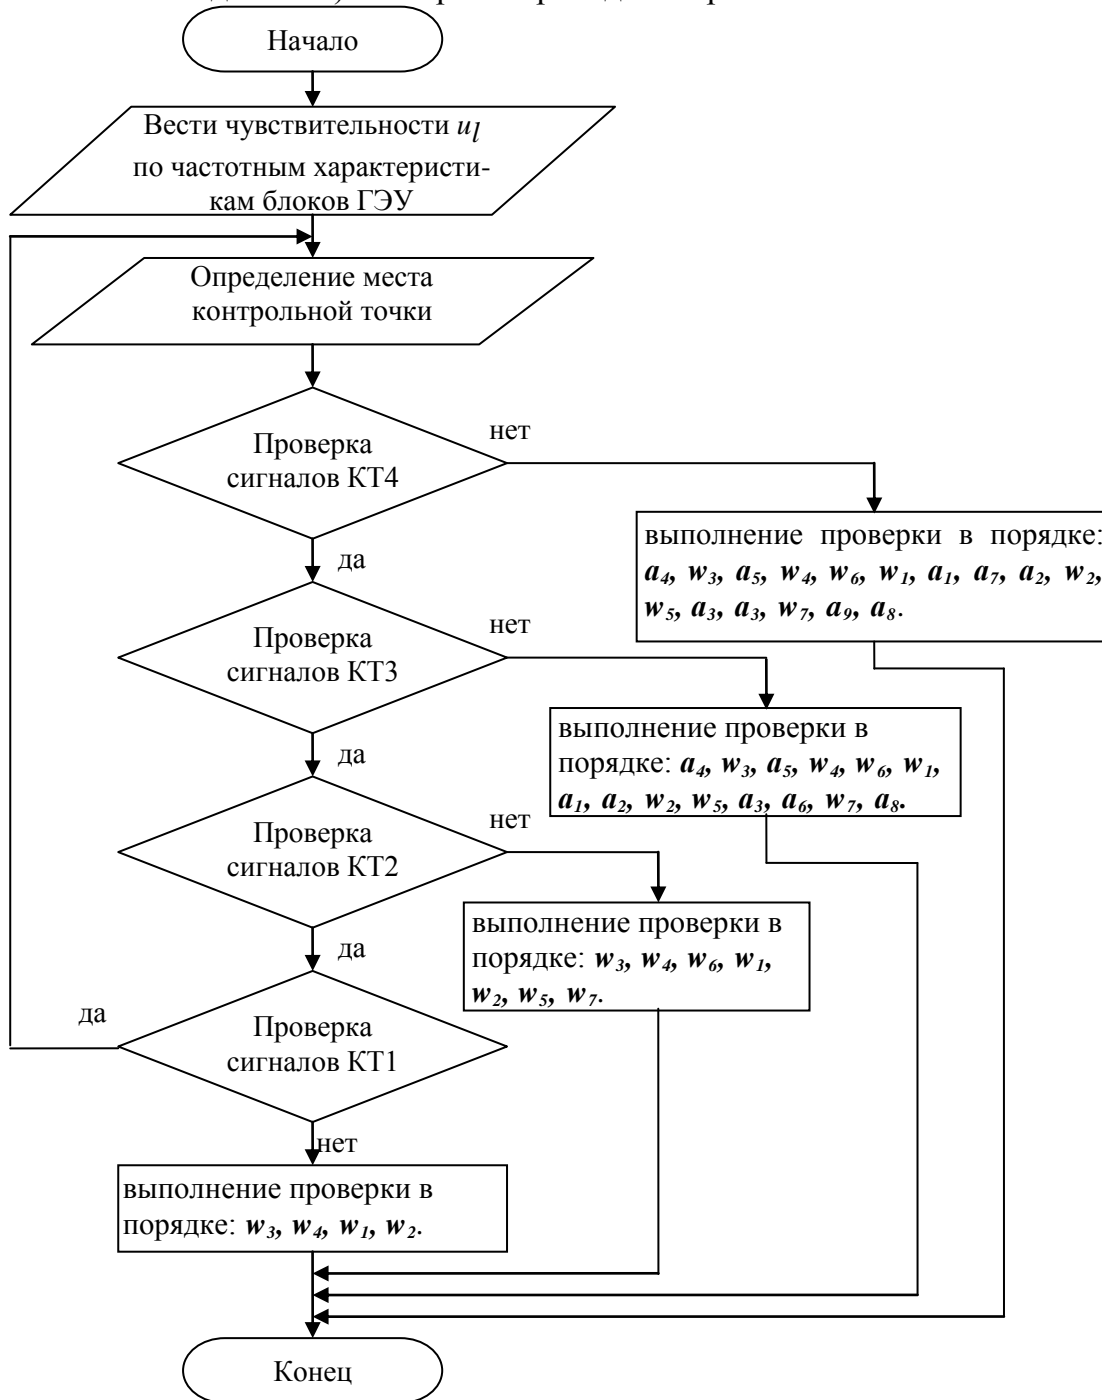 Начало
Вести чувствительности u_l
по частотным характеристи-
кам блоков ГЭУ
Определение места
контрольной точки
Проверка
сигналов КТ4
нет
выполнение проверки в порядке:
a₄, w₃, a₅, w₄, w₆, w₁, a₁, a₇, a₂, w₂,
w₅, a₃, a₃, w₇, a₉, a₈.
да
Проверка
сигналов КТ3
нет
выполнение проверки в
порядке: a₄, w₃, a₅, w₄, w₆, w₁,
a₁, a₂, w₂, w₅, a₃, a₆, w₇, a₈.
да
Проверка
сигналов КТ2
нет
выполнение проверки в
порядке: w₃, w₄, w₆, w₁,
w₂, w₅, w₇.
да
Проверка
сигналов КТ1
да
нет
выполнение проверки в
порядке: w₃, w₄, w₁, w₂.
Конец